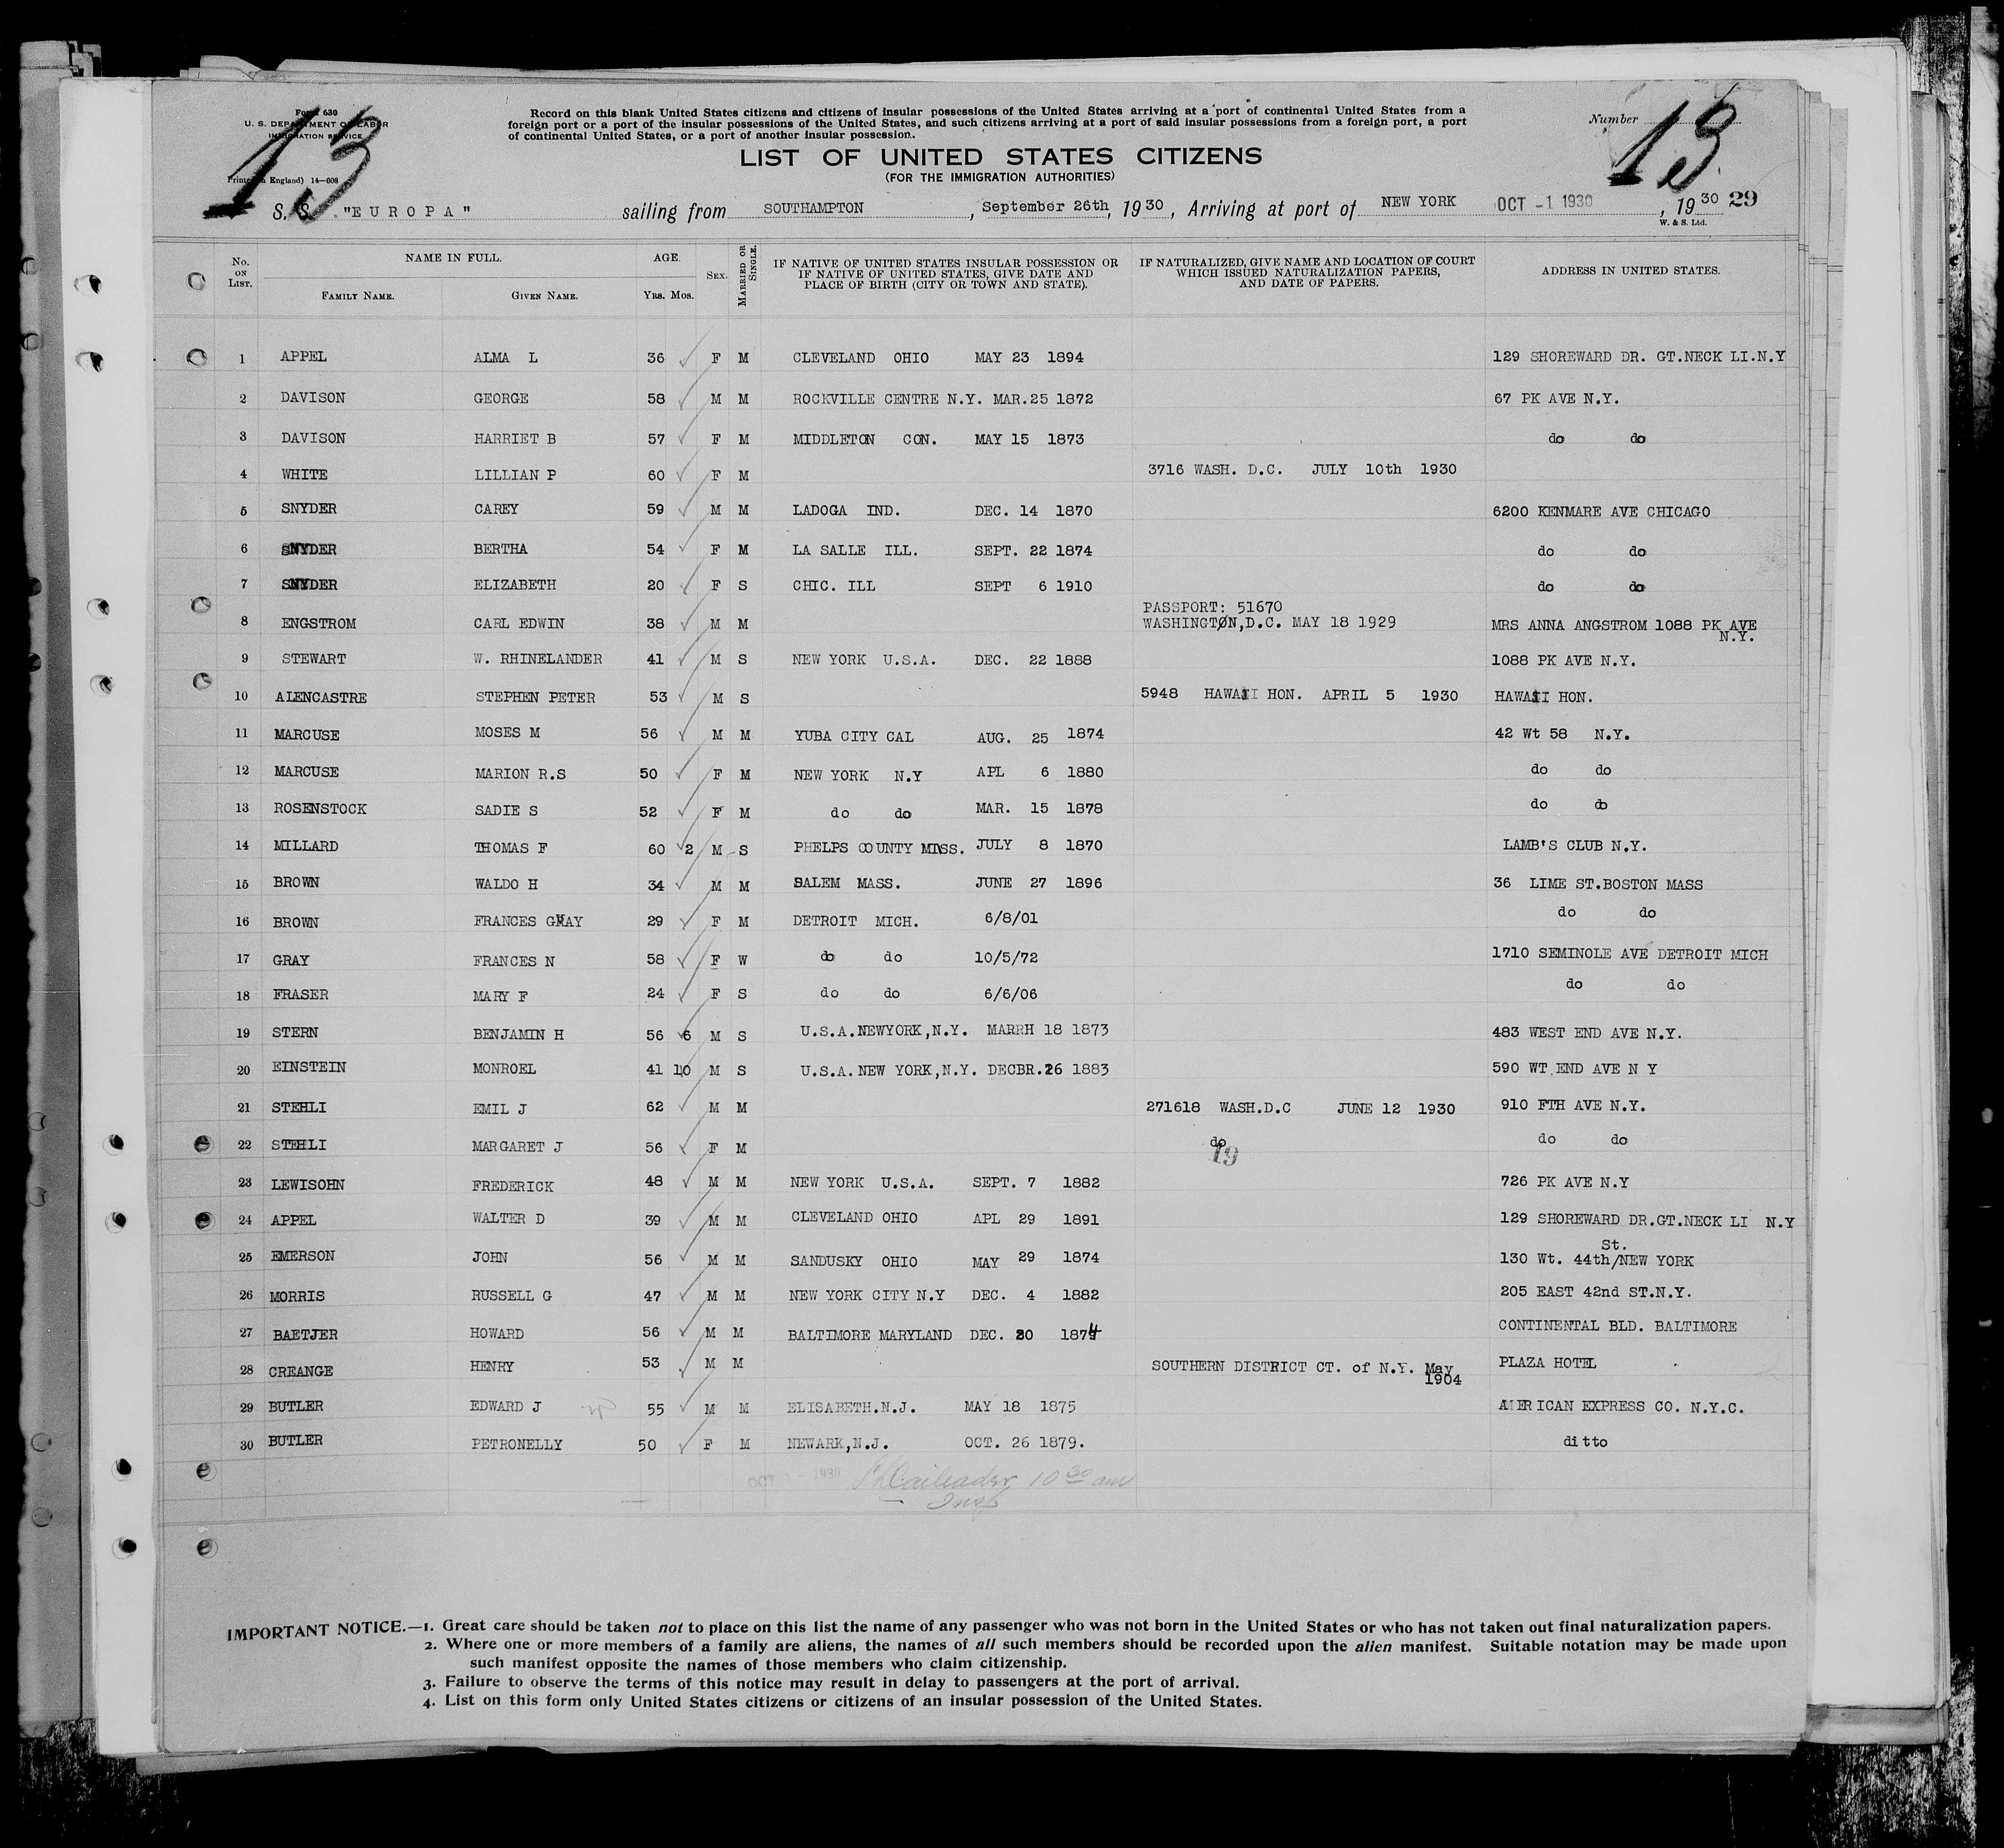 Form 630
U. S. DEPARTMENT OF LABOR
IMMIGRATION SERVICE
13
Record on this blank United States citizens and citizens of insular possessions of the United States arriving at a port of continental United States from a
foreign port or a port of the insular possessions of the United States, and such citizens arriving at a port of said insular possessions from a foreign port, a port
of continental United States, or a port of another insular possession.
Number 13
LIST OF UNITED STATES CITIZENS
(FOR THE IMMIGRATION AUTHORITIES)
Printed in England) 14—608
S. S. "EUROPA" sailing from SOUTHAMPTON, September 26th, 1930, Arriving at port of NEW YORK OCT -1 1930, 1930 29
W. & S. Ltd.
No. ON LIST. NAME IN FULL. AGE. SEX. MARRIED OR SINGLE. IF NATIVE OF UNITED STATES INSULAR POSSESSION OR IF NATIVE OF UNITED STATES, GIVE DATE AND PLACE OF BIRTH (CITY OR TOWN AND STATE). IF NATURALIZED, GIVE NAME AND LOCATION OF COURT WHICH ISSUED NATURALIZATION PAPERS, AND DATE OF PAPERS. ADDRESS IN UNITED STATES.
FAMILY NAME. GIVEN NAME. YRS. MOS.
1 APPEL ALMA L 36 F M CLEVELAND OHIO MAY 23 1894 129 SHOREWARD DR. GT.NECK LI.N.Y
2 DAVISON GEORGE 58 M M ROCKVILLE CENTRE N.Y. MAR.25 1872 67 PK AVE N.Y.
3 DAVISON HARRIET B 57 F M MIDDLETON CON. MAY 15 1873 do do
4 WHITE LILLIAN P 60 F M 3716 WASH. D.C. JULY 10th 1930
5 SNYDER CAREY 59 M M LADOGA IND. DEC. 14 1870 6200 KENMARE AVE CHICAGO
6 SNYDER BERTHA 54 F M LA SALLE ILL. SEPT. 22 1874 do do
7 SNYDER ELIZABETH 20 F S CHIC. ILL SEPT 6 1910 do do
PASSPORT: 51670
8 ENGSTROM CARL EDWIN 38 M M WASHINGTON,D.C. MAY 18 1929 MRS ANNA ANGSTROM 1088 PK AVE
N.Y.
9 STEWART W. RHINELANDER 41 M S NEW YORK U.S.A. DEC. 22 1888 1088 PK AVE N.Y.
10 ALENCASTRE STEPHEN PETER 53 M S 5948 HAWAII HON. APRIL 5 1930 HAWAII HON.
11 MARCUSE MOSES M 56 M M YUBA CITY CAL AUG. 25 1874 42 Wt 58 N.Y.
12 MARCUSE MARION R.S 50 F M NEW YORK N.Y APL 6 1880 do do
13 ROSENSTOCK SADIE S 52 F M do do MAR. 15 1878 do do
14 MILLARD THOMAS F 60 2 M S PHELPS COUNTY MISS. JULY 8 1870 LAMB'S CLUB N.Y.
15 BROWN WALDO H 34 M M SALEM MASS. JUNE 27 1896 36 LIME ST.BOSTON MASS
16 BROWN FRANCES GRAY 29 F M DETROIT MICH. 6/8/01 do do
17 GRAY FRANCES N 58 F W do do 10/5/72 1710 SEMINOLE AVE DETROIT MICH
18 FRASER MARY F 24 F S do do 6/6/06 do do
19 STERN BENJAMIN H 56 6 M S U.S.A.NEWYORK,N.Y. MARRH 18 1873 483 WEST END AVE N.Y.
20 EINSTEIN MONROEL 41 10 M S U.S.A.NEW YORK,N.Y. DECBR.26 1883 590 WT.END AVE N Y
21 STEHLI EMIL J 62 M M 271618 WASH.D.C JUNE 12 1930 910 FTH AVE N.Y.
22 STEHLI MARGARET J 56 F M do do do
19
23 LEWISOHN FREDERICK 48 M M NEW YORK U.S.A. SEPT. 7 1882 726 PK AVE N.Y
24 APPEL WALTER D 39 M M CLEVELAND OHIO APL 29 1891 129 SHOREWARD DR.GT.NECK LI N.Y
St.
25 EMERSON JOHN 56 M M SANDUSKY OHIO MAY 29 1874 130 Wt. 44th/NEW YORK
26 MORRIS RUSSELL G 47 M M NEW YORK CITY N.Y DEC. 4 1882 205 EAST 42nd ST.N.Y.
27 BAETJER HOWARD 56 M M BALTIMORE MARYLAND DEC. 30 1874 CONTINENTAL BLD. BALTIMORE
28 CREANGE HENRY 53 M M SOUTHERN DISTRICT CT. of N.Y. May PLAZA HOTEL
1904
29 BUTLER EDWARD J 55 M M ELISABETH.N.J. MAY 18 1875 AMERICAN EXPRESS CO. N.Y.C.
30 BUTLER PETRONELLY 50 F M NEWARK,N.J. OCT. 26 1879. ditto
OCT 1 - 1930 10 30 am
Insp
IMPORTANT NOTICE.—1. Great care should be taken not to place on this list the name of any passenger who was not born in the United States or who has not taken out final naturalization papers.
2. Where one or more members of a family are aliens, the names of all such members should be recorded upon the alien manifest. Suitable notation may be made upon
such manifest opposite the names of those members who claim citizenship.
3. Failure to observe the terms of this notice may result in delay to passengers at the port of arrival.
4. List on this form only United States citizens or citizens of an insular possession of the United States.